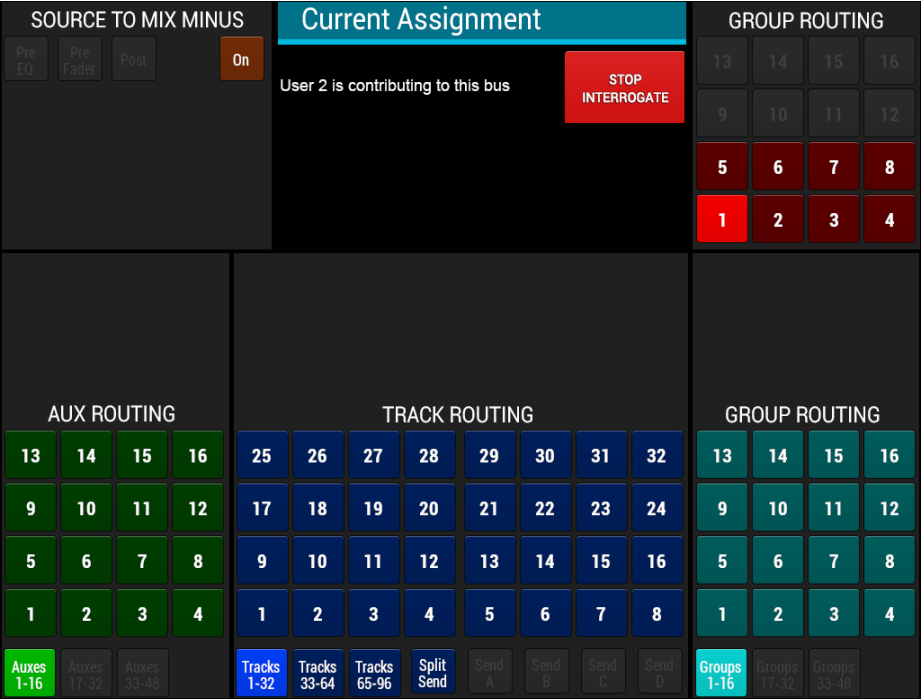 SOURCE TO MIX MINUS
Pre
EQ
Pre
Fader
Post
On
Current Assignment
User 2 is contributing to this bus
STOP
INTERROGATE
GROUP ROUTING
13 14 15 16
9 10 11 12
5 6 7 8
1 2 3 4
AUX ROUTING
13 14 15 16
9 10 11 12
5 6 7 8
1 2 3 4
Auxes
1-16
Auxes
17-32
Auxes
33-48
TRACK ROUTING
25 26 27 28 29 30 31 32
17 18 19 20 21 22 23 24
9 10 11 12 13 14 15 16
1 2 3 4 5 6 7 8
Tracks
1-32
Tracks
33-64
Tracks
65-96
Split
Send
Send
A
Send
B
Send
C
Send
D
GROUP ROUTING
13 14 15 16
9 10 11 12
5 6 7 8
1 2 3 4
Groups
1-16
Groups
17-32
Groups
33-48